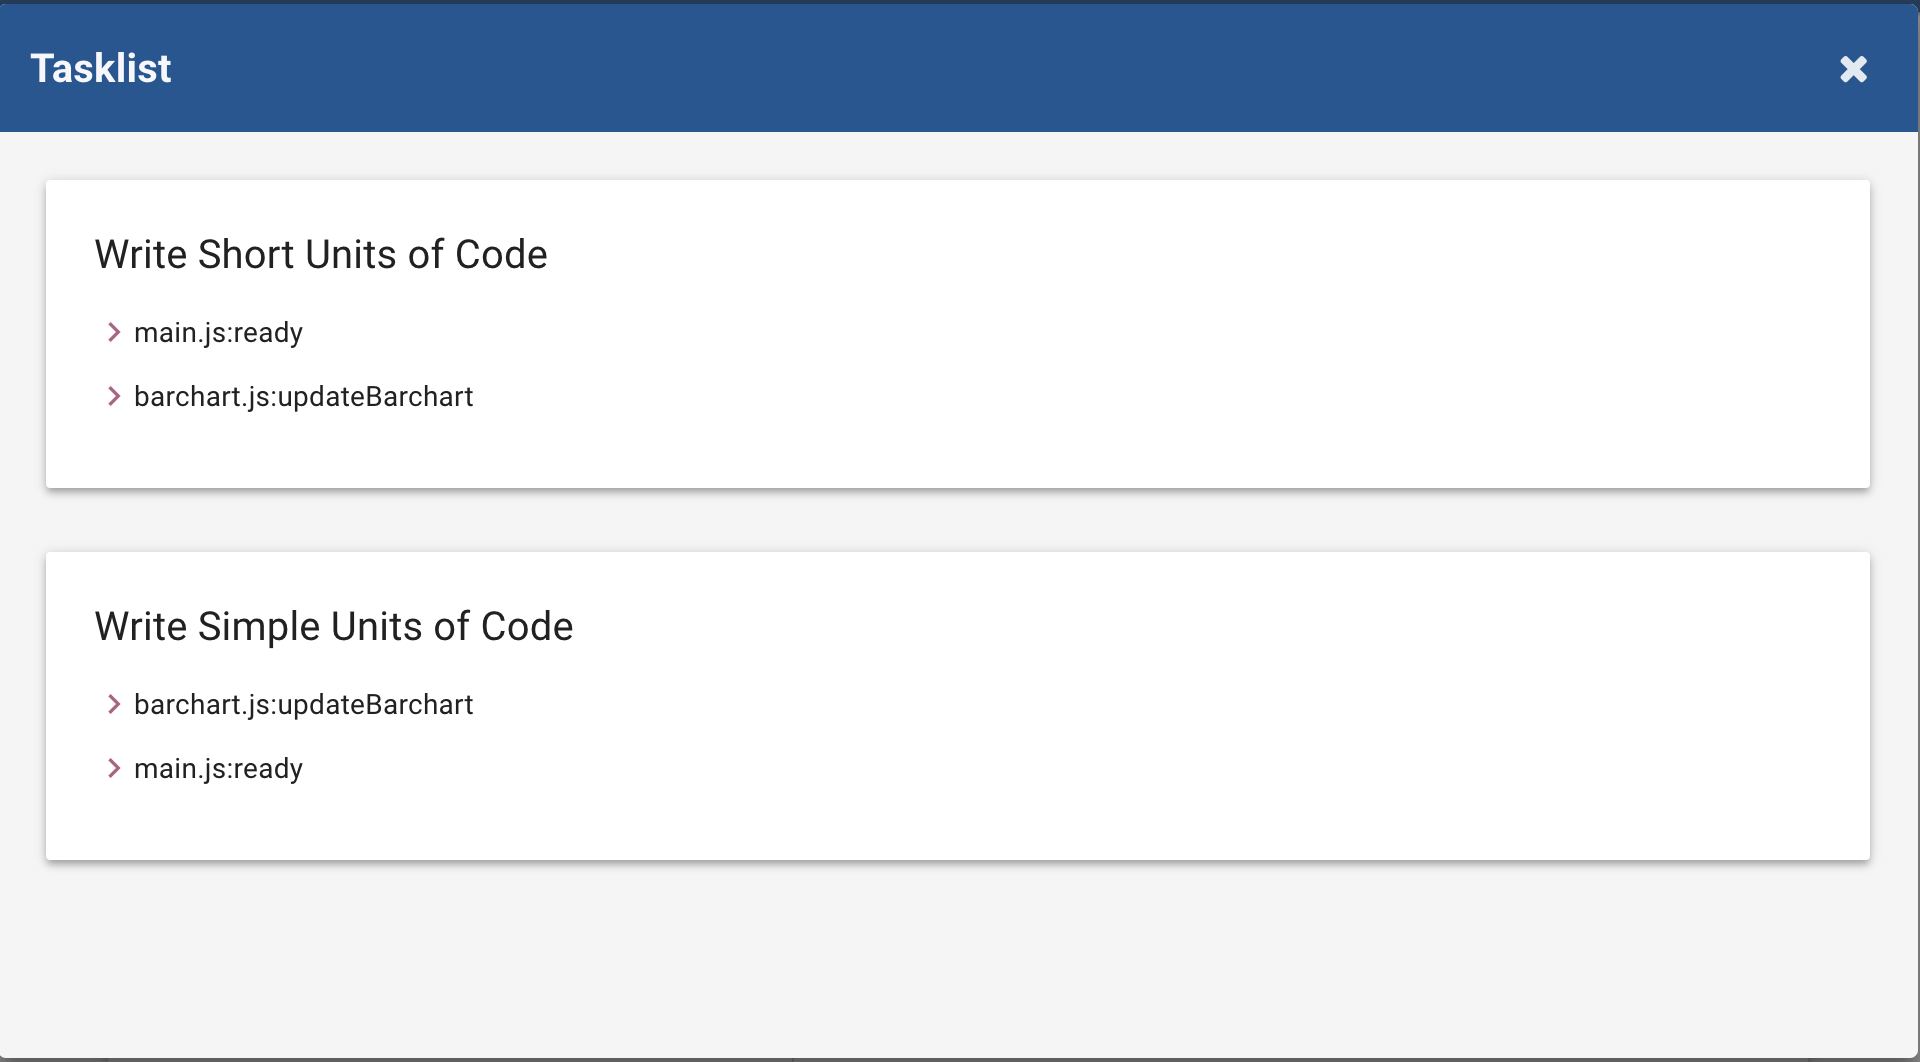 Tasklist
Write Short Units of Code
main.js:ready
barchart.js:updateBarchart
Write Simple Units of Code
barchart.js:updateBarchart
main.js:ready